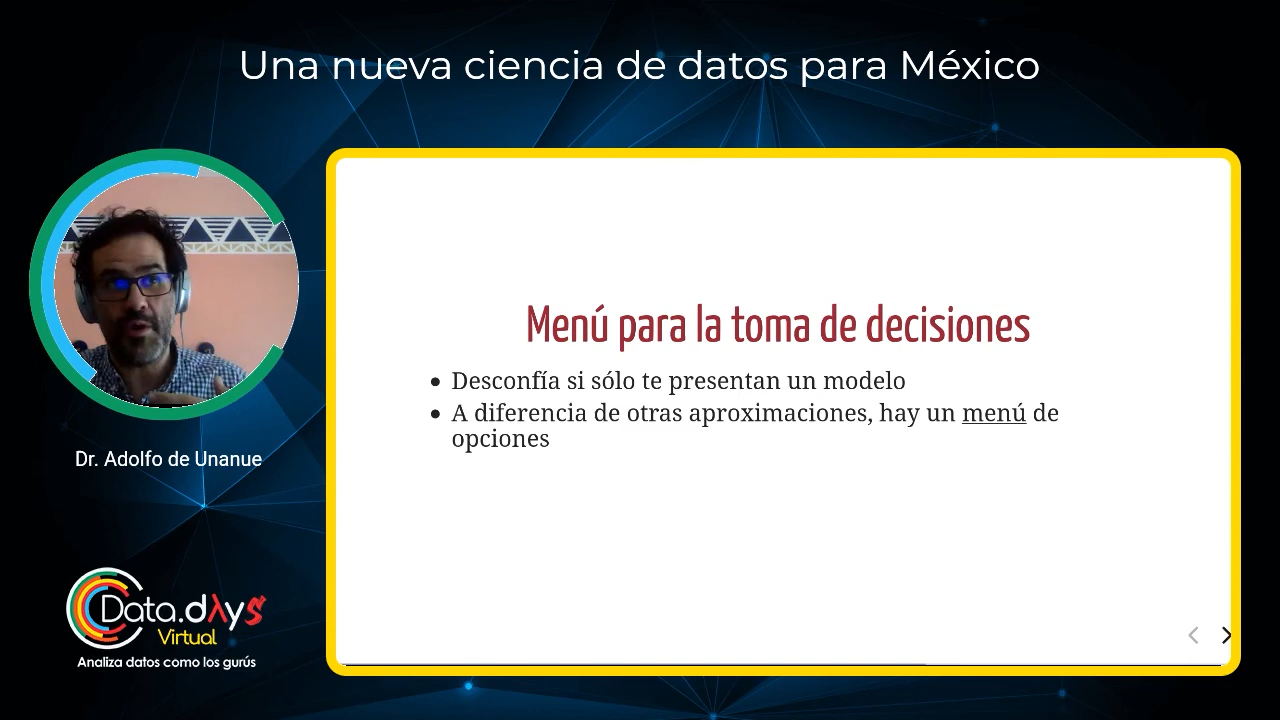 Una nueva ciencia de datos para México
Menú para la toma de decisiones
• Desconfía si sólo te presentan un modelo
• A diferencia de otras aproximaciones, hay un menú de
opciones
Dr. Adolfo de Unanue
Data.dλys
Virtual
Analiza datos como los gurús